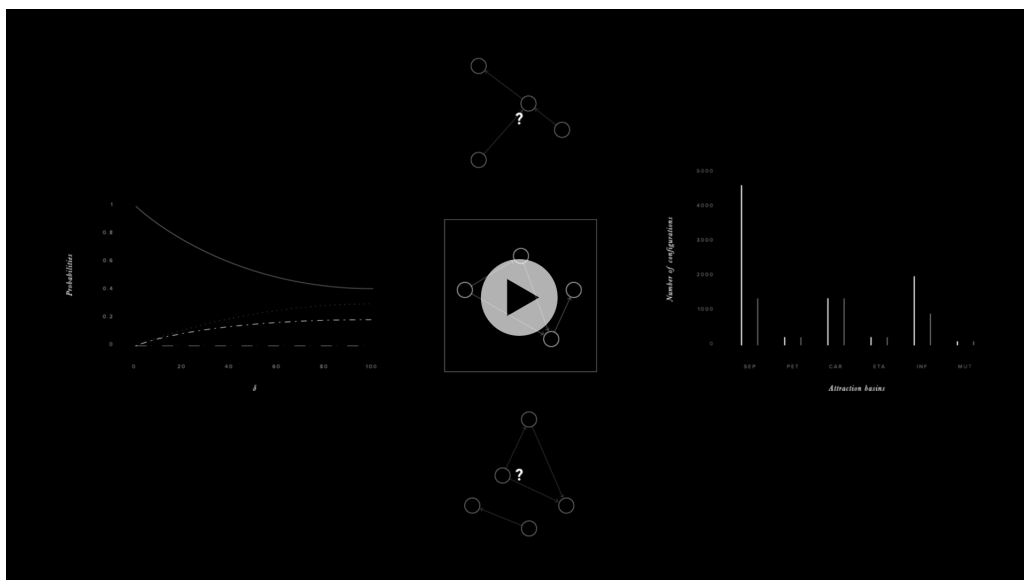 ?
1
0.8
0.6
0.4
0.2
0
Probabilities
0 20 40 60 80 100
δ
?
5000
4000
3000
2000
1000
0
Number of configurations
SEP PET CAR ETA INF MUT
Attraction basins